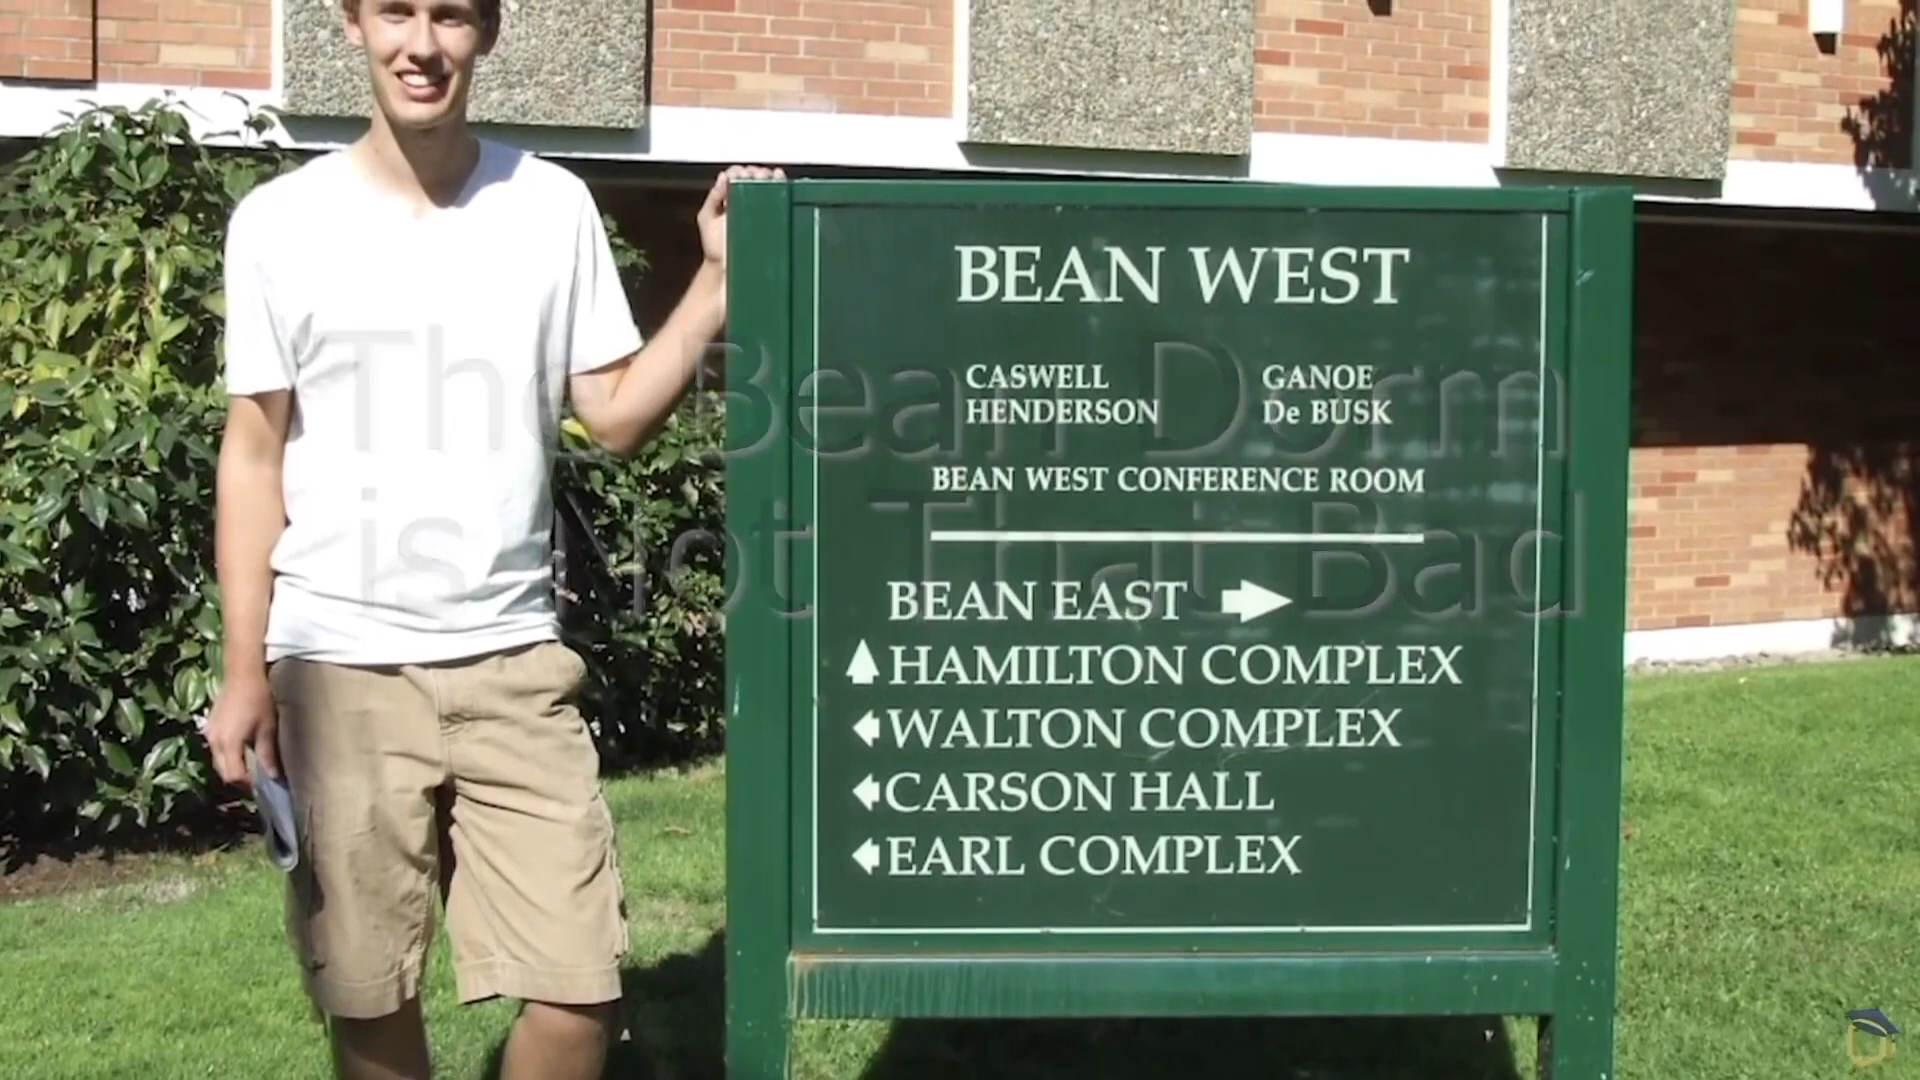 BEAN WEST
CASWELL GANOE
HENDERSON De BUSK
BEAN WEST CONFERENCE ROOM
BEAN EAST
HAMILTON COMPLEX
WALTON COMPLEX
CARSON HALL
EARL COMPLEX
The Bean Dorm
is Not That Bad